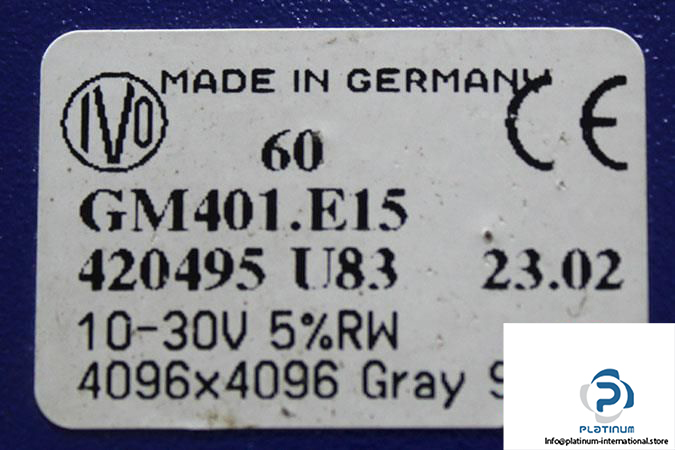 IVO
MADE IN GERMANY
CE
60
GM401.E15
420495 U83 23.02
10-30V 5%RW
4096x4096 Gray
PLATINUM
Info@platinum-international.store